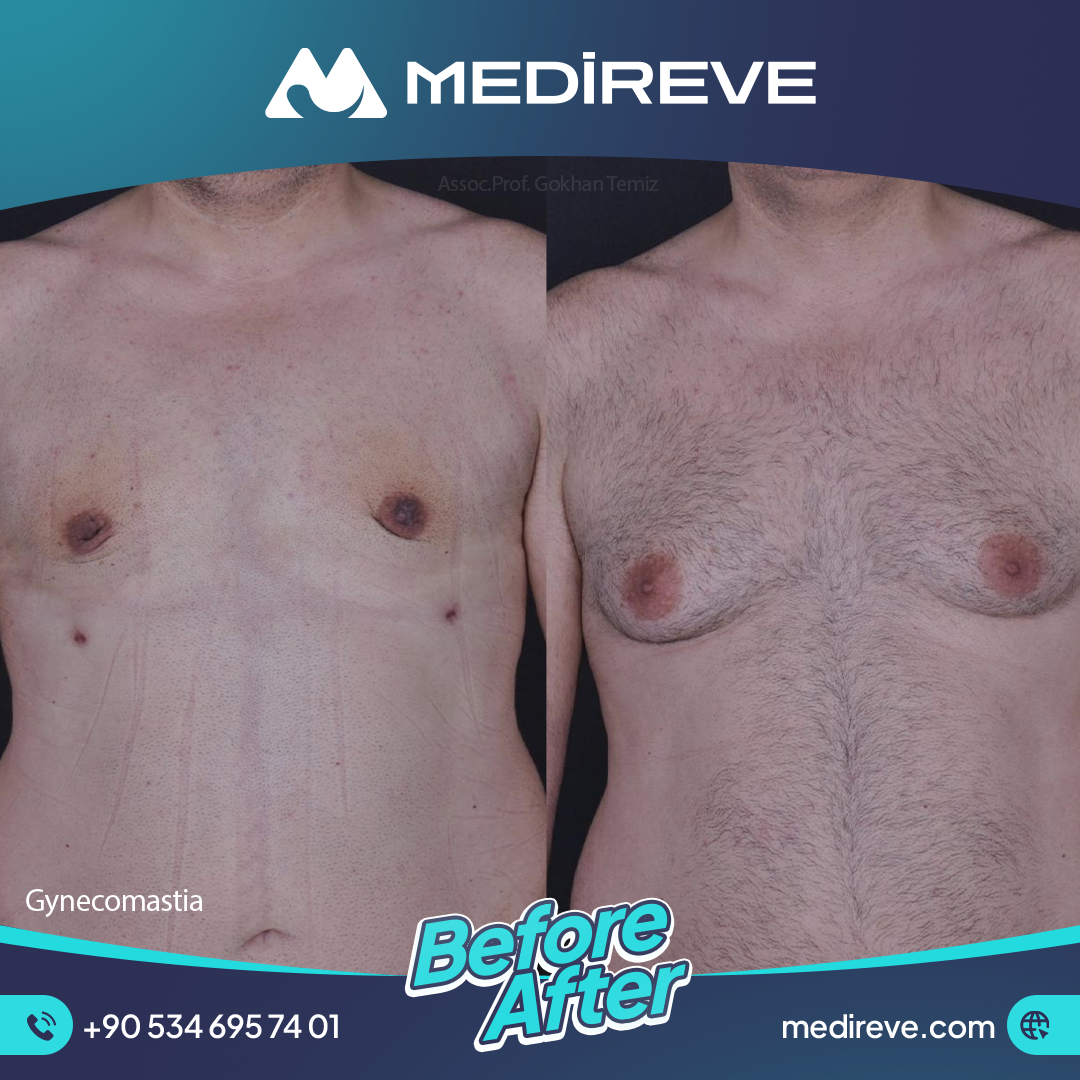 MEDİREVE
Assoc.Prof. Gokhan Temiz
Gynecomastia
Before
After
+90 534 695 74 01
medireve.com